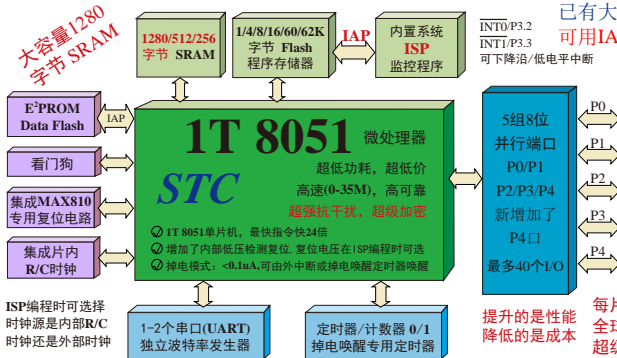 大容量1280
字节 SRAM
1280/512/256
字节 SRAM
1/4/8/16/60/62K
字节 Flash
程序存储器
IAP
内置系统
ISP
监控程序
INT0/P3.2
INT1/P3.3
可下降沿/低电平中断
已有大
可用IA
E²PROM
Data Flash
IAP
看门狗
集成MAX810
专用复位电路
集成片内
R/C时钟
1T 8051 微处理器
STC
超低功耗，超低价
高速(0-35M)，高可靠
超强抗干扰，超级加密
1T 8051单片机，最快指令快24倍
增加了内部低压检测复位,复位电压在ISP编程时可选
掉电模式：<0.1uA,可由外中断或掉电唤醒定时器唤醒
5组8位
并行端口
P0/P1
P2/P3/P4
新增加了
P4口
最多40个I/O
P0
P1
P2
P3
P4
ISP编程时可选择
时钟源是内部R/C
时钟还是外部时钟
1-2个串口(UART)
独立波特率发生器
定时器/计数器 0/1
掉电唤醒专用定时器
提升的是性能
降低的是成本
每片
全球
超级